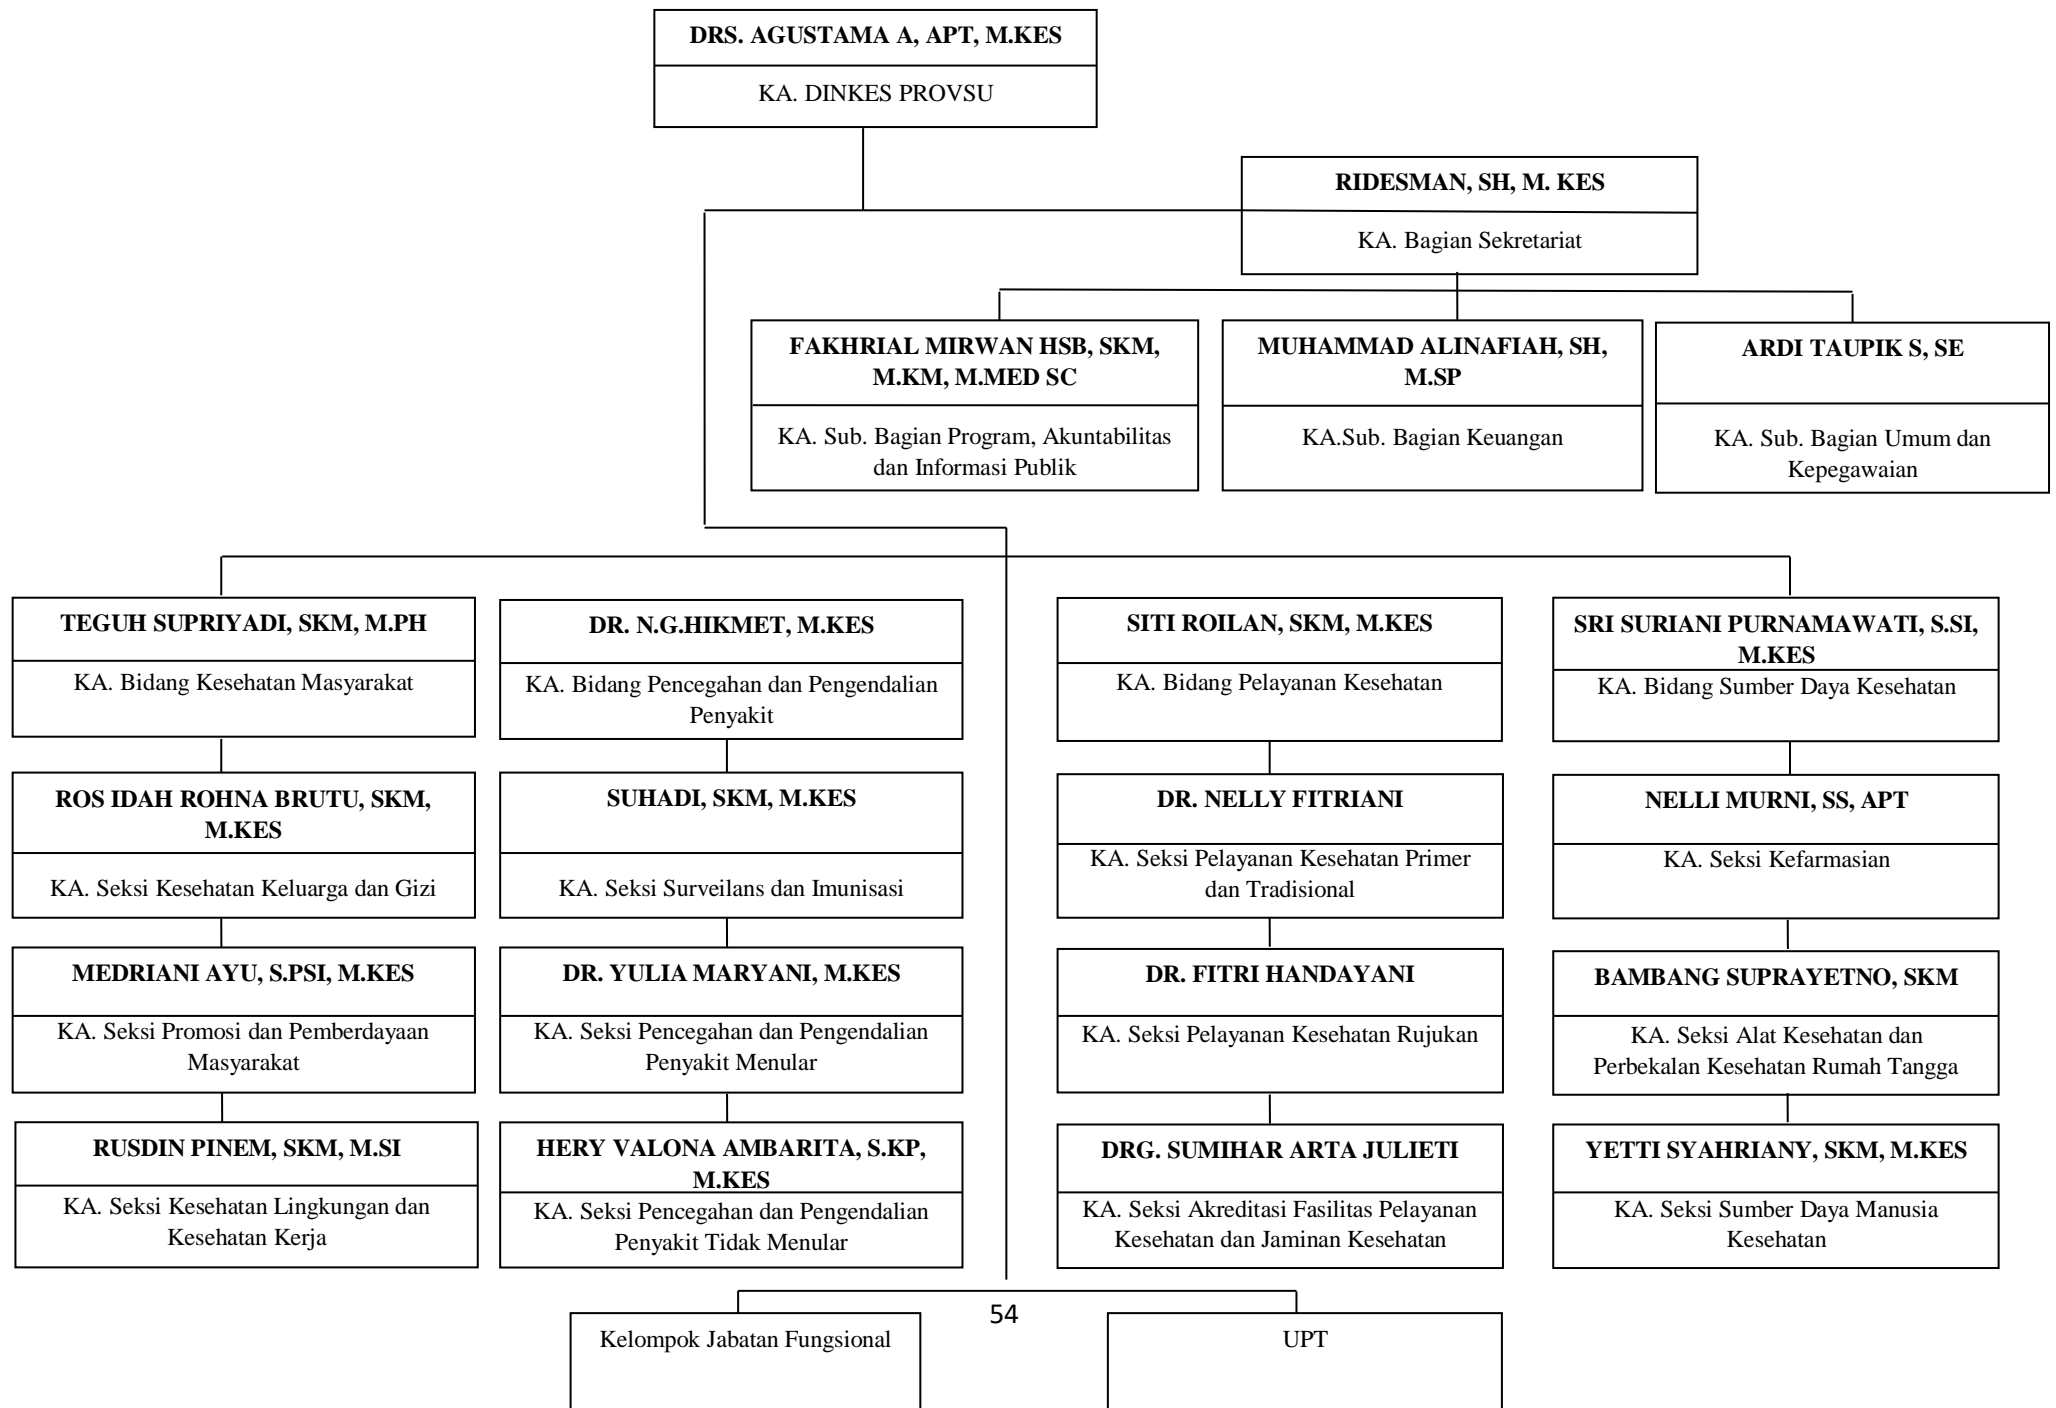 DRS. AGUSTAMA A, APT, M.KES
KA. DINKES PROVSU
RIDESMAN, SH, M. KES
KA. Bagian Sekretariat
FAKHRIAL MIRWAN HSB, SKM,
M.KM, M.MED SC
KA. Sub. Bagian Program, Akuntabilitas
dan Informasi Publik
MUHAMMAD ALINAFIAH, SH,
M.SP
KA.Sub. Bagian Keuangan
ARDI TAUPIK S, SE
KA. Sub. Bagian Umum dan
Kepegawaian
TEGUH SUPRIYADI, SKM, M.PH
KA. Bidang Kesehatan Masyarakat
DR. N.G.HIKMET, M.KES
KA. Bidang Pencegahan dan Pengendalian
Penyakit
SITI ROILAN, SKM, M.KES
KA. Bidang Pelayanan Kesehatan
SRI SURIANI PURNAMAWATI, S.SI,
M.KES
KA. Bidang Sumber Daya Kesehatan
ROS IDAH ROHNA BRUTU, SKM,
M.KES
KA. Seksi Kesehatan Keluarga dan Gizi
SUHADI, SKM, M.KES
KA. Seksi Surveilans dan Imunisasi
DR. NELLY FITRIANI
KA. Seksi Pelayanan Kesehatan Primer
dan Tradisional
NELLI MURNI, SS, APT
KA. Seksi Kefarmasian
MEDRIANI AYU, S.PSI, M.KES
KA. Seksi Promosi dan Pemberdayaan
Masyarakat
DR. YULIA MARYANI, M.KES
KA. Seksi Pencegahan dan Pengendalian
Penyakit Menular
DR. FITRI HANDAYANI
KA. Seksi Pelayanan Kesehatan Rujukan
BAMBANG SUPRAYETNO, SKM
KA. Seksi Alat Kesehatan dan
Perbekalan Kesehatan Rumah Tangga
RUSDIN PINEM, SKM, M.SI
KA. Seksi Kesehatan Lingkungan dan
Kesehatan Kerja
HERY VALONA AMBARITA, S.KP,
M.KES
KA. Seksi Pencegahan dan Pengendalian
Penyakit Tidak Menular
DRG. SUMIHAR ARTA JULIETI
KA. Seksi Akreditasi Fasilitas Pelayanan
Kesehatan dan Jaminan Kesehatan
YETTI SYAHRIANY, SKM, M.KES
KA. Seksi Sumber Daya Manusia
Kesehatan
54
Kelompok Jabatan Fungsional
UPT